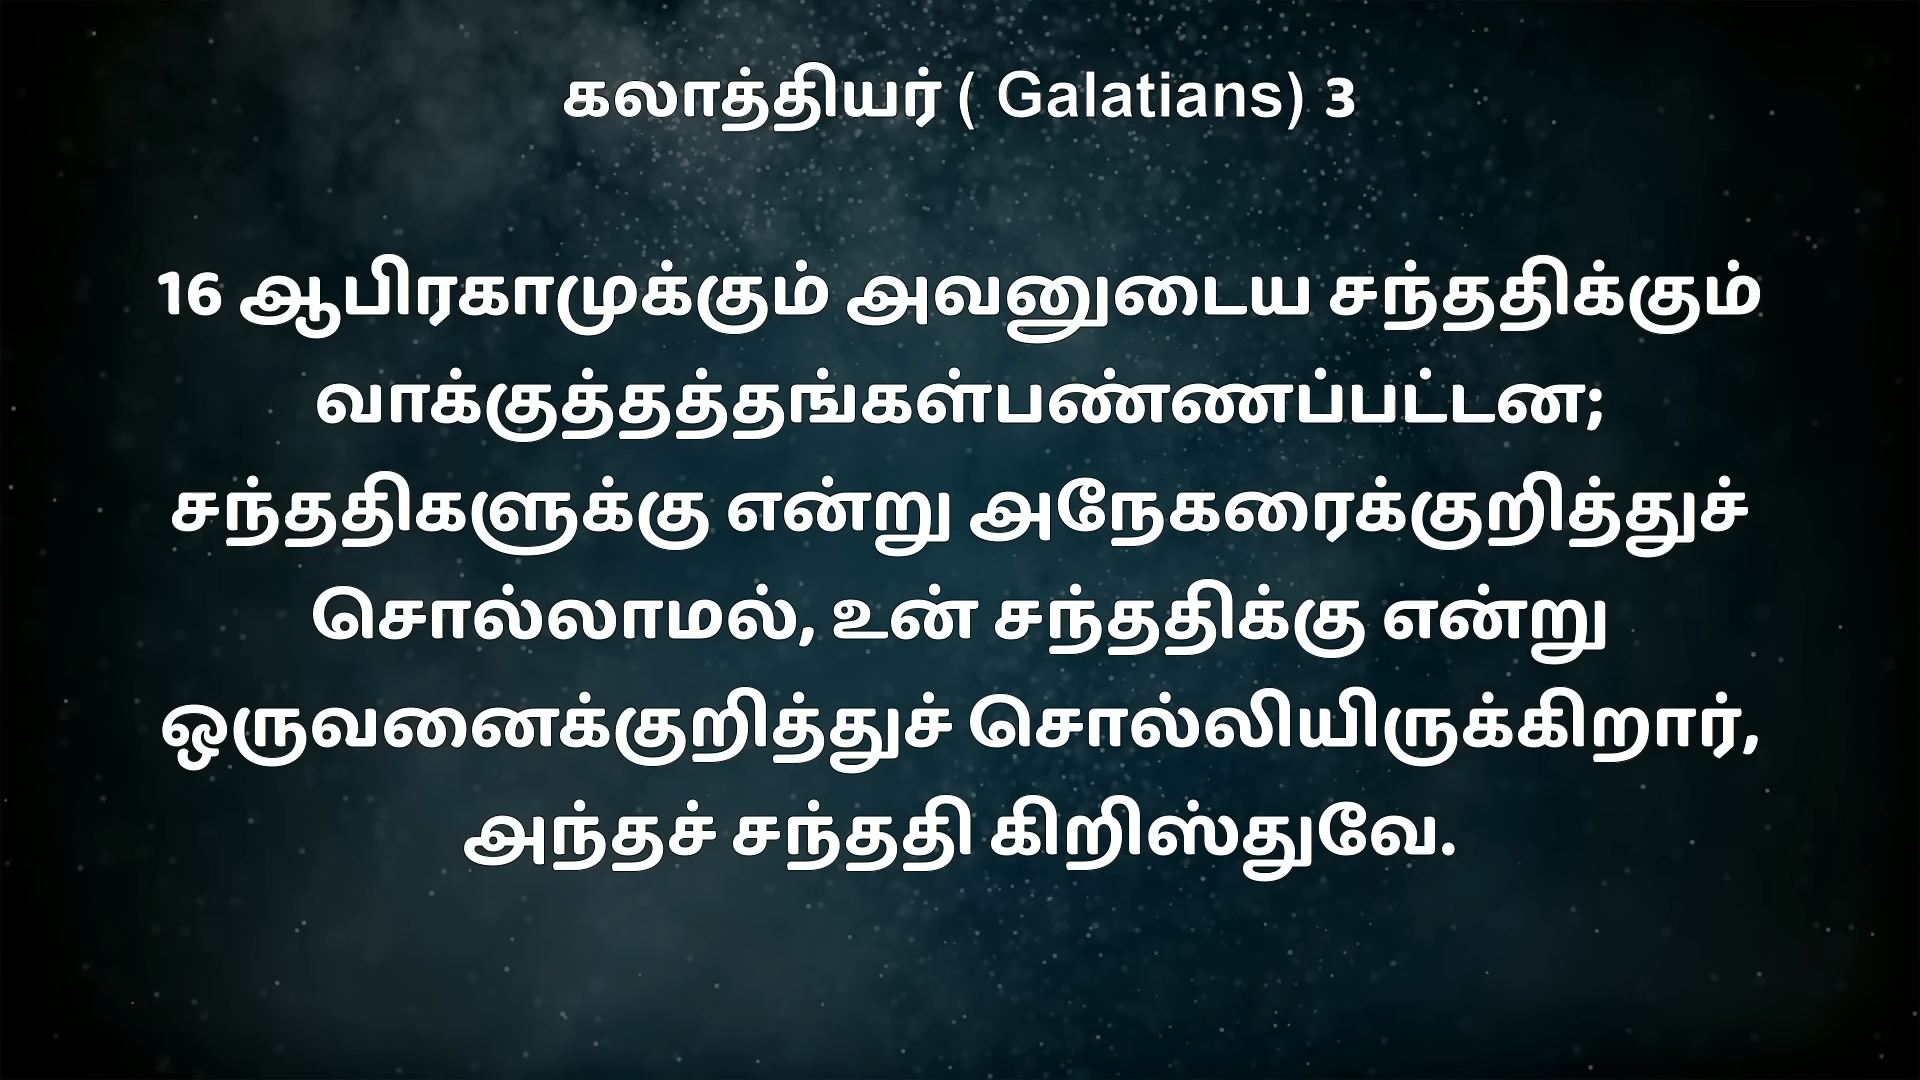 கலாத்தியர் ( Galatians) 3
16 ஆபிரகாமுக்கும் அவனுடைய சந்ததிக்கும்
வாக்குத்தத்தங்கள்பண்ணப்பட்டன;
சந்ததிகளுக்கு என்று அநேகரைக்குறித்துச்
சொல்லாமல், உன் சந்ததிக்கு என்று
ஒருவனைக்குறித்துச் சொல்லியிருக்கிறார்,
அந்தச் சந்ததி கிறிஸ்துவே.